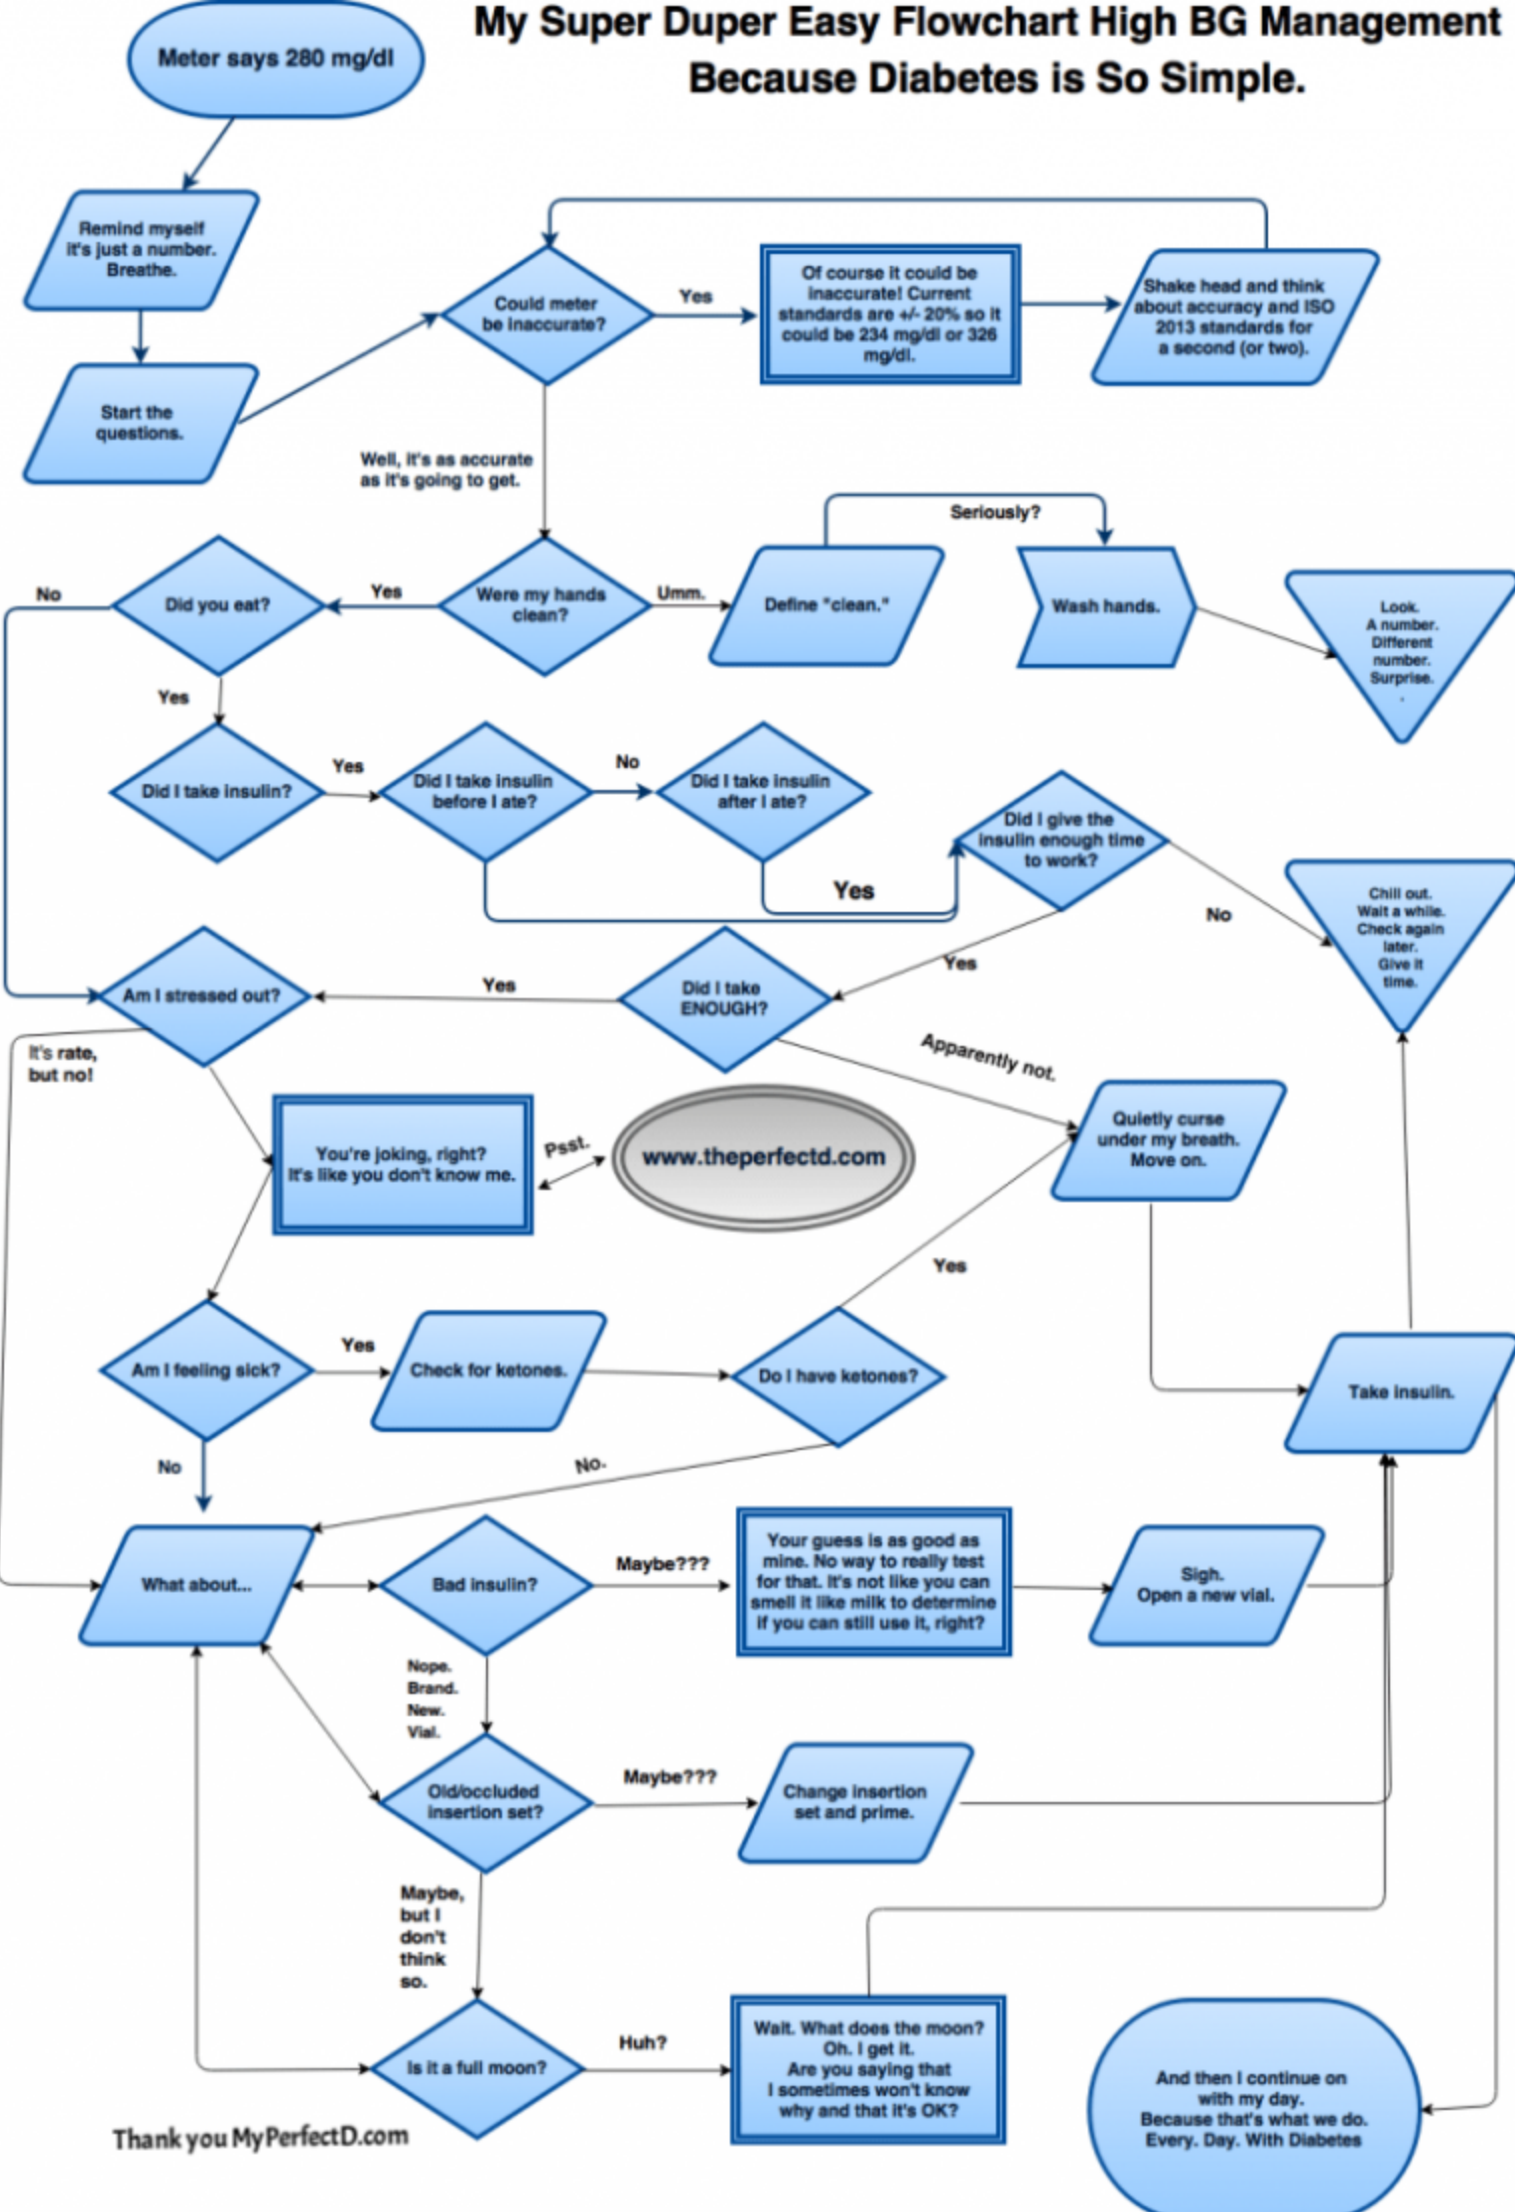 My Super Duper Easy Flowchart High BG Management
Because Diabetes is So Simple.
Meter says 280 mg/dl
Remind myself
it's just a number.
Breathe.
Start the
questions.
Could meter
be inaccurate?
Yes
Of course it could be
inaccurate! Current
standards are +/- 20% so it
could be 234 mg/dl or 326
mg/dl.
Shake head and think
about accuracy and ISO
2013 standards for
a second (or two).
Well, it's as accurate
as it's going to get.
Were my hands
clean?
Umm.
Define "clean."
Seriously?
Wash hands.
Look.
A number.
Different
number.
Surprise.
.
Yes
Did you eat?
No
Yes
Did I take insulin?
Yes
Did I take insulin
before I ate?
No
Did I take insulin
after I ate?
Yes
Did I give the
insulin enough time
to work?
No
Chill out.
Wait a while.
Check again
later.
Give it
time.
Yes
Did I take
ENOUGH?
Yes
Am I stressed out?
It's rate,
but no!
Apparently not.
Quietly curse
under my breath.
Move on.
You're joking, right?
It's like you don't know me.
Psst.
www.theperfectd.com
Yes
Am I feeling sick?
Yes
Check for ketones.
Do I have ketones?
Take insulin.
No
No.
What about...
Bad insulin?
Maybe???
Your guess is as good as
mine. No way to really test
for that. It's not like you can
smell it like milk to determine
if you can still use it, right?
Sigh.
Open a new vial.
Nope.
Brand.
New.
Vial.
Old/occluded
insertion set?
Maybe???
Change insertion
set and prime.
Maybe,
but I
don't
think
so.
Is it a full moon?
Huh?
Wait. What does the moon?
Oh. I get it.
Are you saying that
I sometimes won't know
why and that it's OK?
And then I continue on
with my day.
Because that's what we do.
Every. Day. With Diabetes
Thank you MyPerfectD.com